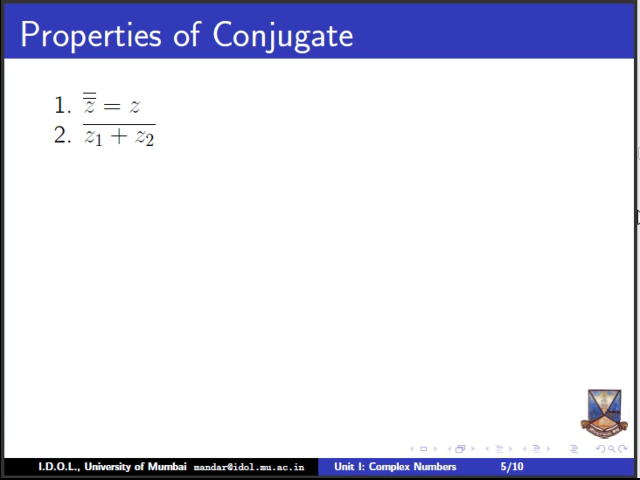 Properties of Conjugate
1. $\overline{\overline{z}} = z$
2. $\overline{z_1 + z_2}$
I.D.O.L., University of Mumbai mandar@idol.mu.ac.in Unit I: Complex Numbers 5/10